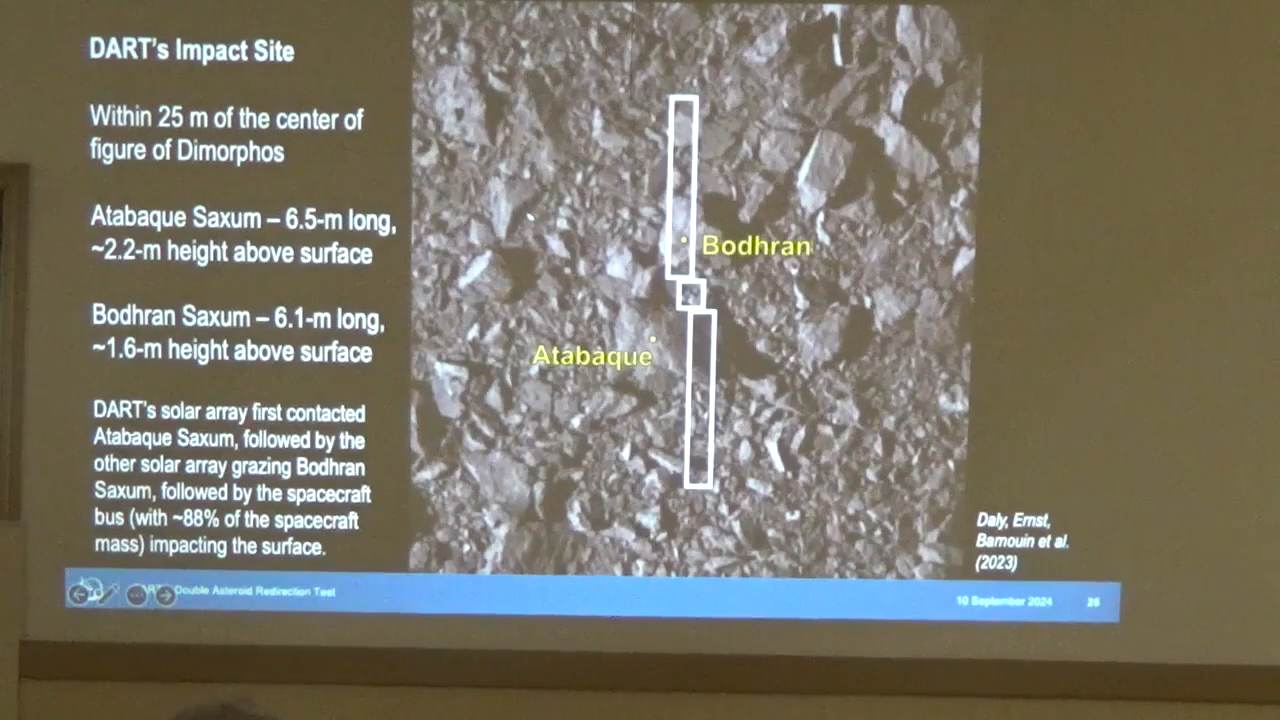 DART's Impact Site
Within 25 m of the center of
figure of Dimorphos
Atabaque Saxum – 6.5-m long,
~2.2-m height above surface
Bodhran Saxum – 6.1-m long,
~1.6-m height above surface
DART's solar array first contacted
Atabaque Saxum, followed by the
other solar array grazing Bodhran
Saxum, followed by the spacecraft
bus (with ~88% of the spacecraft
mass) impacting the surface.
Bodhran
Atabaque
Daly, Ernst,
Barnouin et al.
(2023)
Double Asteroid Redirection Test
10 September 2024
25